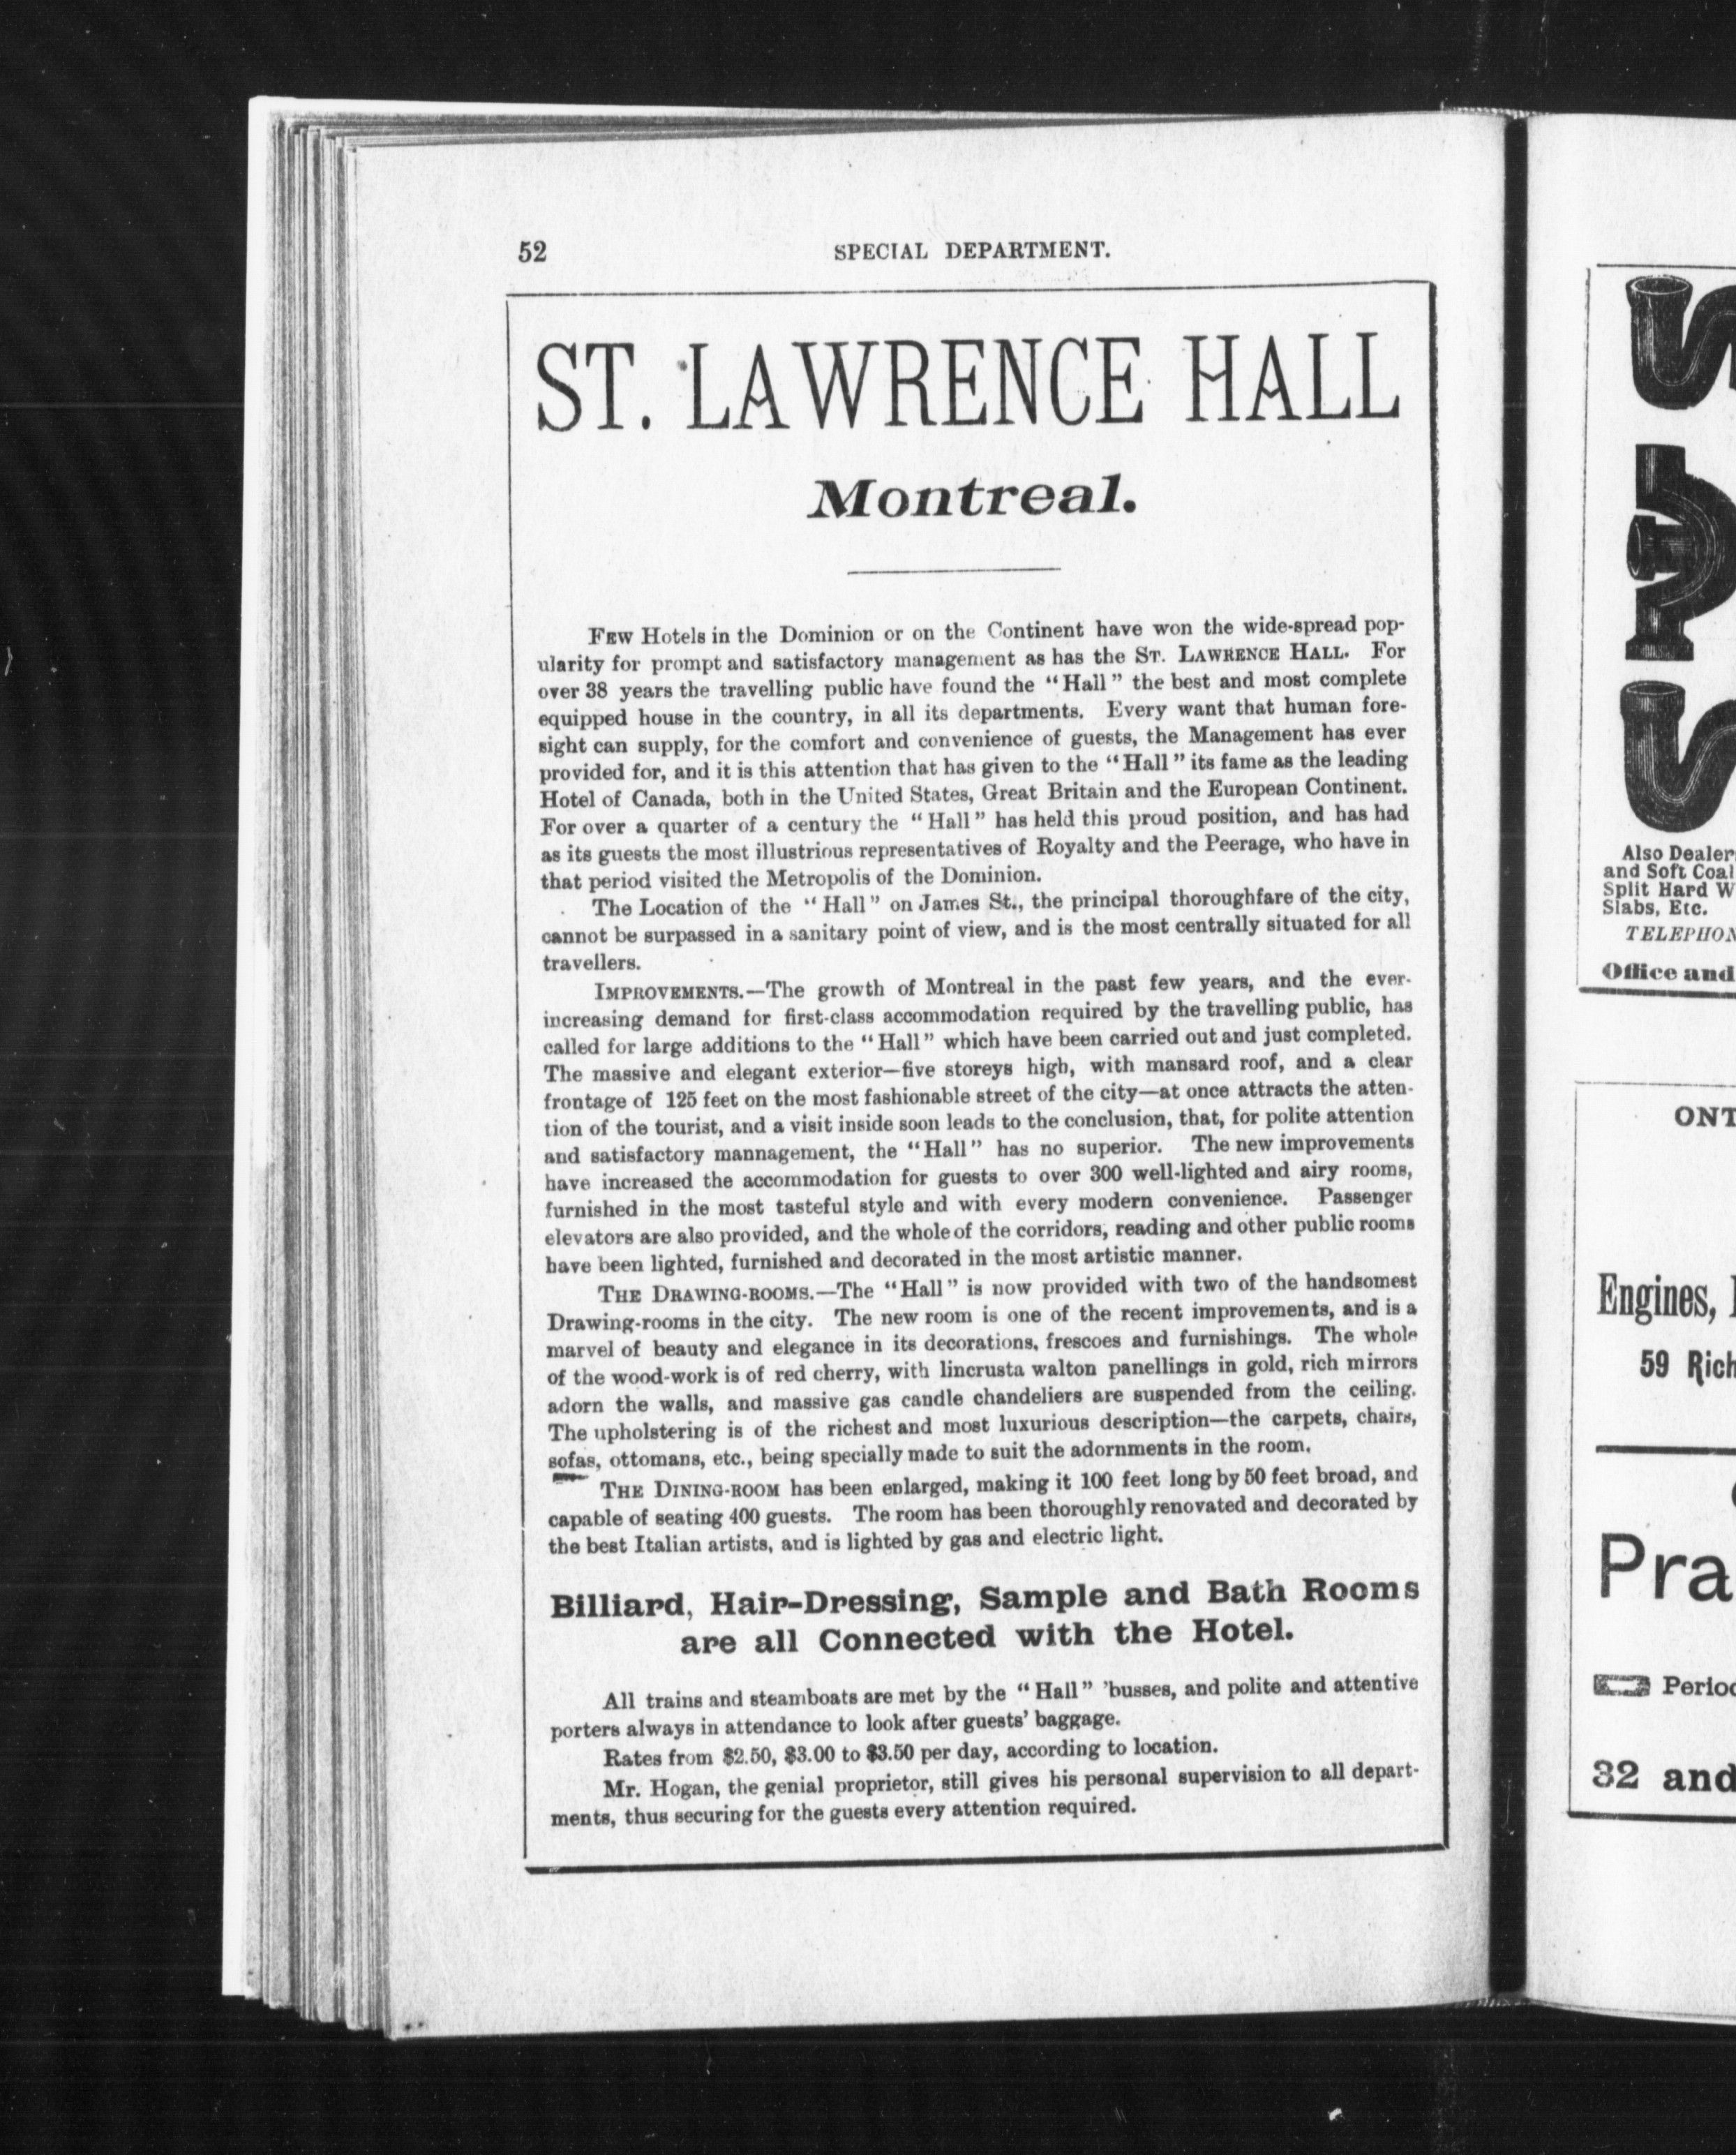 52
SPECIAL DEPARTMENT.
ST. LAWRENCE HALL
Montreal.
FEW Hotels in the Dominion or on the Continent have won the wide-spread pop-
ularity for prompt and satisfactory management as has the ST. LAWRENCE HALL. For
over 38 years the travelling public have found the "Hall" the best and most complete
equipped house in the country, in all its departments. Every want that human fore-
sight can supply, for the comfort and convenience of guests, the Management has ever
provided for, and it is this attention that has given to the "Hall" its fame as the leading
Hotel of Canada, both in the United States, Great Britain and the European Continent.
For over a quarter of a century the "Hall" has held this proud position, and has had
as its guests the most illustrious representatives of Royalty and the Peerage, who have in
that period visited the Metropolis of the Dominion.
The Location of the "Hall" on James St., the principal thoroughfare of the city,
cannot be surpassed in a sanitary point of view, and is the most centrally situated for all
travellers.
IMPROVEMENTS.—The growth of Montreal in the past few years, and the ever-
increasing demand for first-class accommodation required by the travelling public, has
called for large additions to the "Hall" which have been carried out and just completed.
The massive and elegant exterior—five storeys high, with mansard roof, and a clear
frontage of 125 feet on the most fashionable street of the city—at once attracts the atten-
tion of the tourist, and a visit inside soon leads to the conclusion, that, for polite attention
and satisfactory mannagement, the "Hall" has no superior. The new improvements
have increased the accommodation for guests to over 300 well-lighted and airy rooms,
furnished in the most tasteful style and with every modern convenience. Passenger
elevators are also provided, and the whole of the corridors, reading and other public rooms
have been lighted, furnished and decorated in the most artistic manner.
THE DRAWING-ROOMS.—The "Hall" is now provided with two of the handsomest
Drawing-rooms in the city. The new room is one of the recent improvements, and is a
marvel of beauty and elegance in its decorations, frescoes and furnishings. The whole
of the wood-work is of red cherry, with lincrusta walton panellings in gold, rich mirrors
adorn the walls, and massive gas candle chandeliers are suspended from the ceiling.
The upholstering is of the richest and most luxurious description—the carpets, chairs,
sofas, ottomans, etc., being specially made to suit the adornments in the room.
THE DINING-ROOM has been enlarged, making it 100 feet long by 50 feet broad, and
capable of seating 400 guests. The room has been thoroughly renovated and decorated by
the best Italian artists, and is lighted by gas and electric light.
Billiard, Hair-Dressing, Sample and Bath Rooms
are all Connected with the Hotel.
All trains and steamboats are met by the "Hall" 'busses, and polite and attentive
porters always in attendance to look after guests' baggage.
Rates from $2.50, $3.00 to $3.50 per day, according to location.
Mr. Hogan, the genial proprietor, still gives his personal supervision to all depart-
ments, thus securing for the guests every attention required.
Also Dealer
and Soft Coal
Split Hard W
Slabs, Etc.
TELEPHON
Office and
ONT
Engines,
59 Rich
Pra
Period
32 and